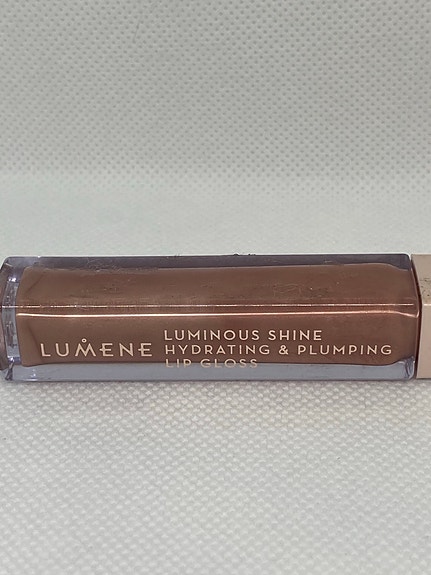 LUMENE
LUMINOUS SHINE
HYDRATING & PLUMPING
LIP GLOSS